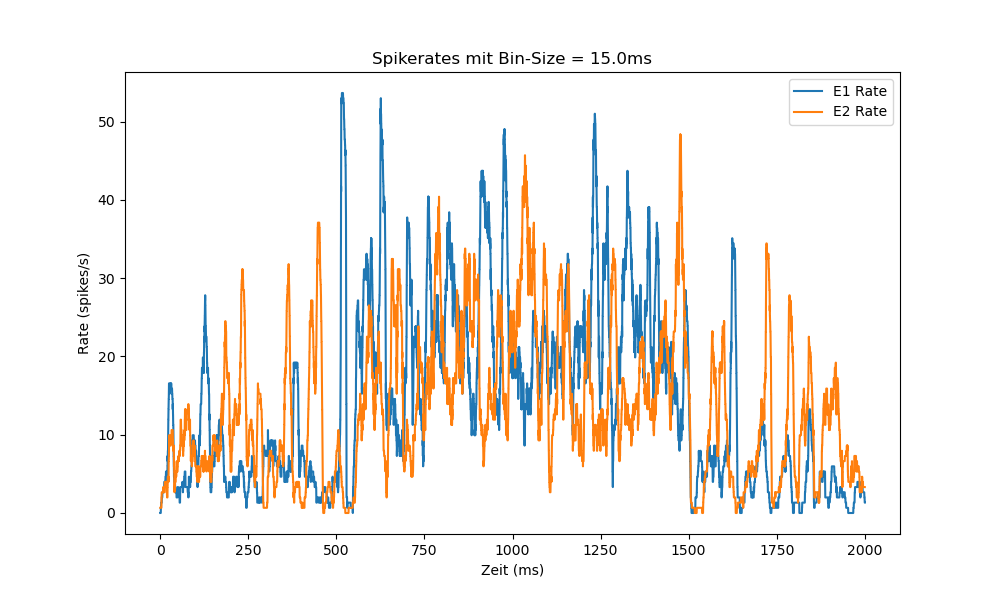 Spikerates mit Bin-Size = 15.0ms
E1 Rate
E2 Rate
Rate (spikes/s)
50
40
30
20
10
0
0 250 500 750 1000 1250 1500 1750 2000
Zeit (ms)